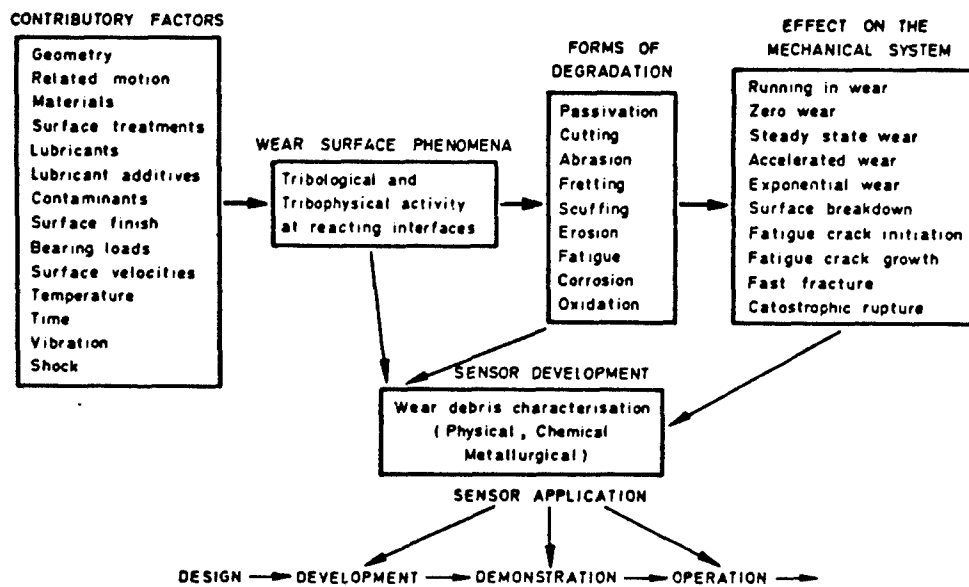 CONTRIBUTORY FACTORS
Geometry
Related motion
Materials
Surface treatments
Lubricants
Lubricant additives
Contaminants
Surface finish
Bearing loads
Surface velocities
Temperature
Time
Vibration
Shock
WEAR SURFACE PHENOMENA
Tribological and
Tribophysical activity
at reacting interfaces
FORMS OF
DEGRADATION
Passivation
Cutting
Abrasion
Fretting
Scuffing
Erosion
Fatigue
Corrosion
Oxidation
EFFECT ON THE
MECHANICAL SYSTEM
Running in wear
Zero wear
Steady state wear
Accelerated wear
Exponential wear
Surface breakdown
Fatigue crack initiation
Fatigue crack growth
Fast fracture
Catostrophic rupture
SENSOR DEVELOPMENT
Wear debris characterisation
(Physical, Chemical
Metallurgical)
SENSOR APPLICATION
DESIGN DEVELOPMENT DEMONSTRATION OPERATION